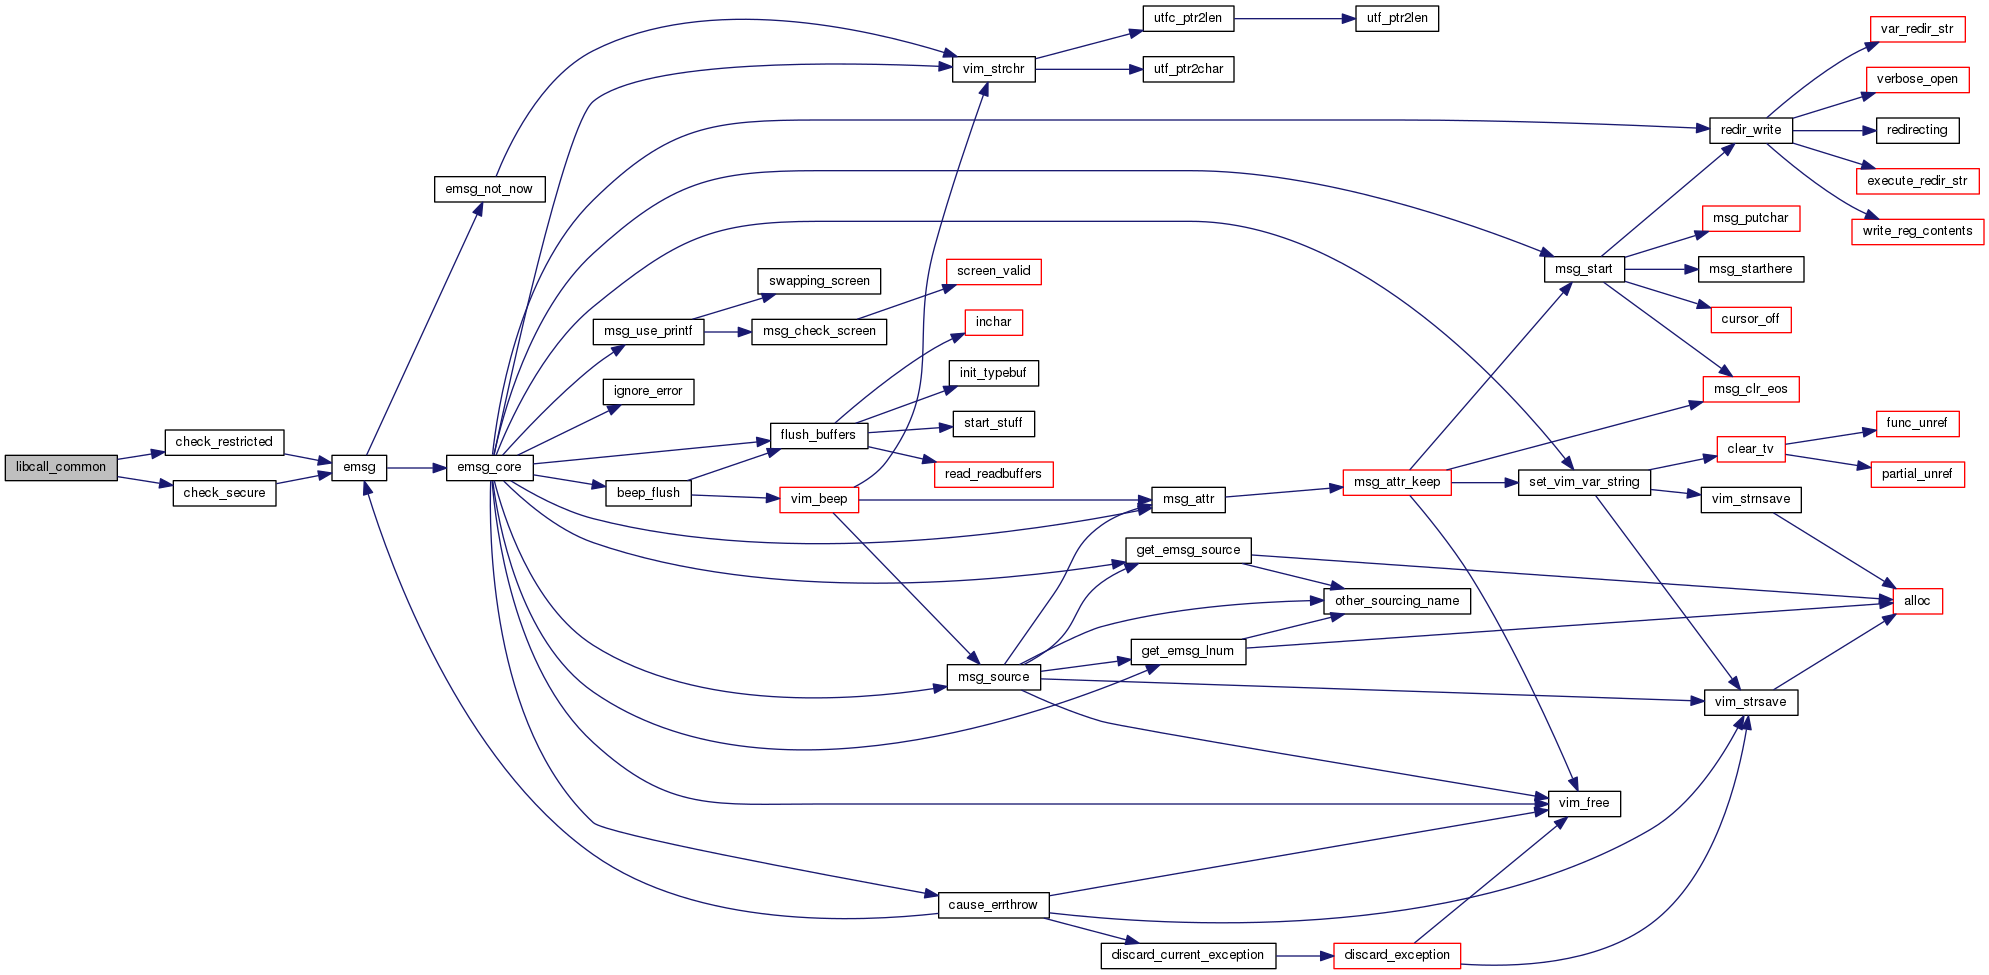 libcall_common
check_restricted
check_secure
emsg
emsg_not_now
emsg_core
msg_use_printf
ignore_error
beep_flush
swapping_screen
msg_check_screen
flush_buffers
vim_beep
vim_strchr
screen_valid
inchar
init_typebuf
start_stuff
read_readbuffers
msg_source
cause_errthrow
utfc_ptr2len
utf_ptr2char
msg_attr
get_emsg_source
get_emsg_lnum
discard_current_exception
utf_ptr2len
msg_attr_keep
other_sourcing_name
discard_exception
msg_start
set_vim_var_string
vim_free
redir_write
msg_putchar
msg_starthere
cursor_off
msg_clr_eos
clear_tv
vim_strnsave
vim_strsave
var_redir_str
verbose_open
redirecting
execute_redir_str
write_reg_contents
func_unref
partial_unref
alloc